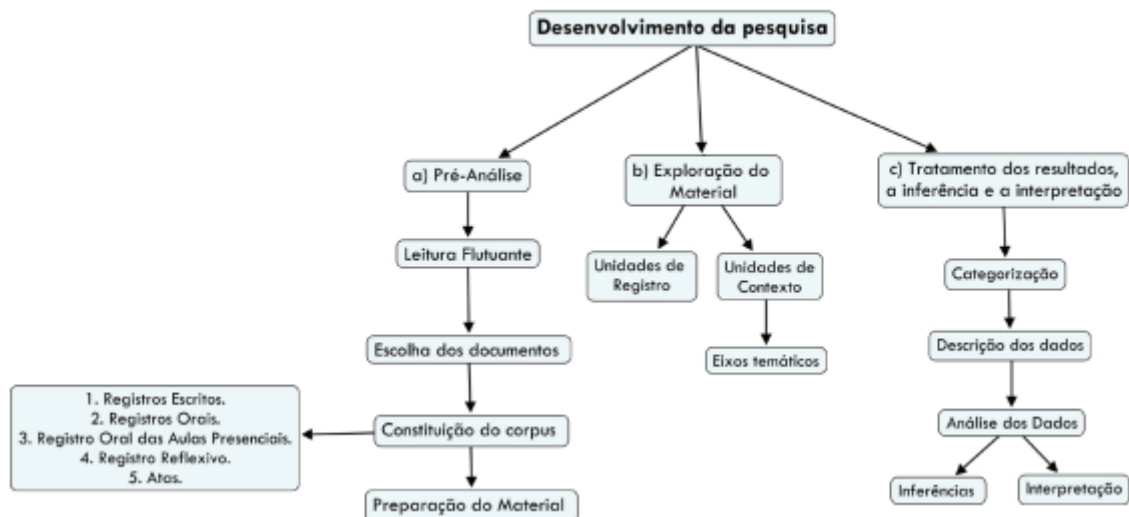 Desenvolvimento da pesquisa
a) Pré-Análise
Leitura Flutuante
Escolha dos documentos
Constituição do corpus
1. Registros Escritos.
2. Registros Orais.
3. Registro Oral das Aulas Presenciais.
4. Registro Reflexivo.
5. Atas.
Preparação do Material
b) Exploração do
Material
Unidades de
Registro
Unidades de
Contexto
Eixos temáticos
c) Tratamento dos resultados,
a inferência e a interpretação
Categorização
Descrição dos dados
Análise dos Dados
Inferências
Interpretação